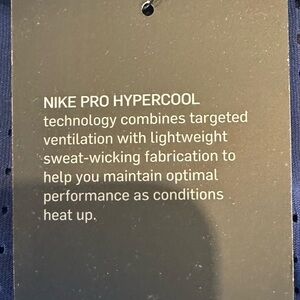 NIKE PRO HYPERCOOL
technology combines targeted
ventilation with lightweight
sweat-wicking fabrication to
help you maintain optimal
performance as conditions
heat up.